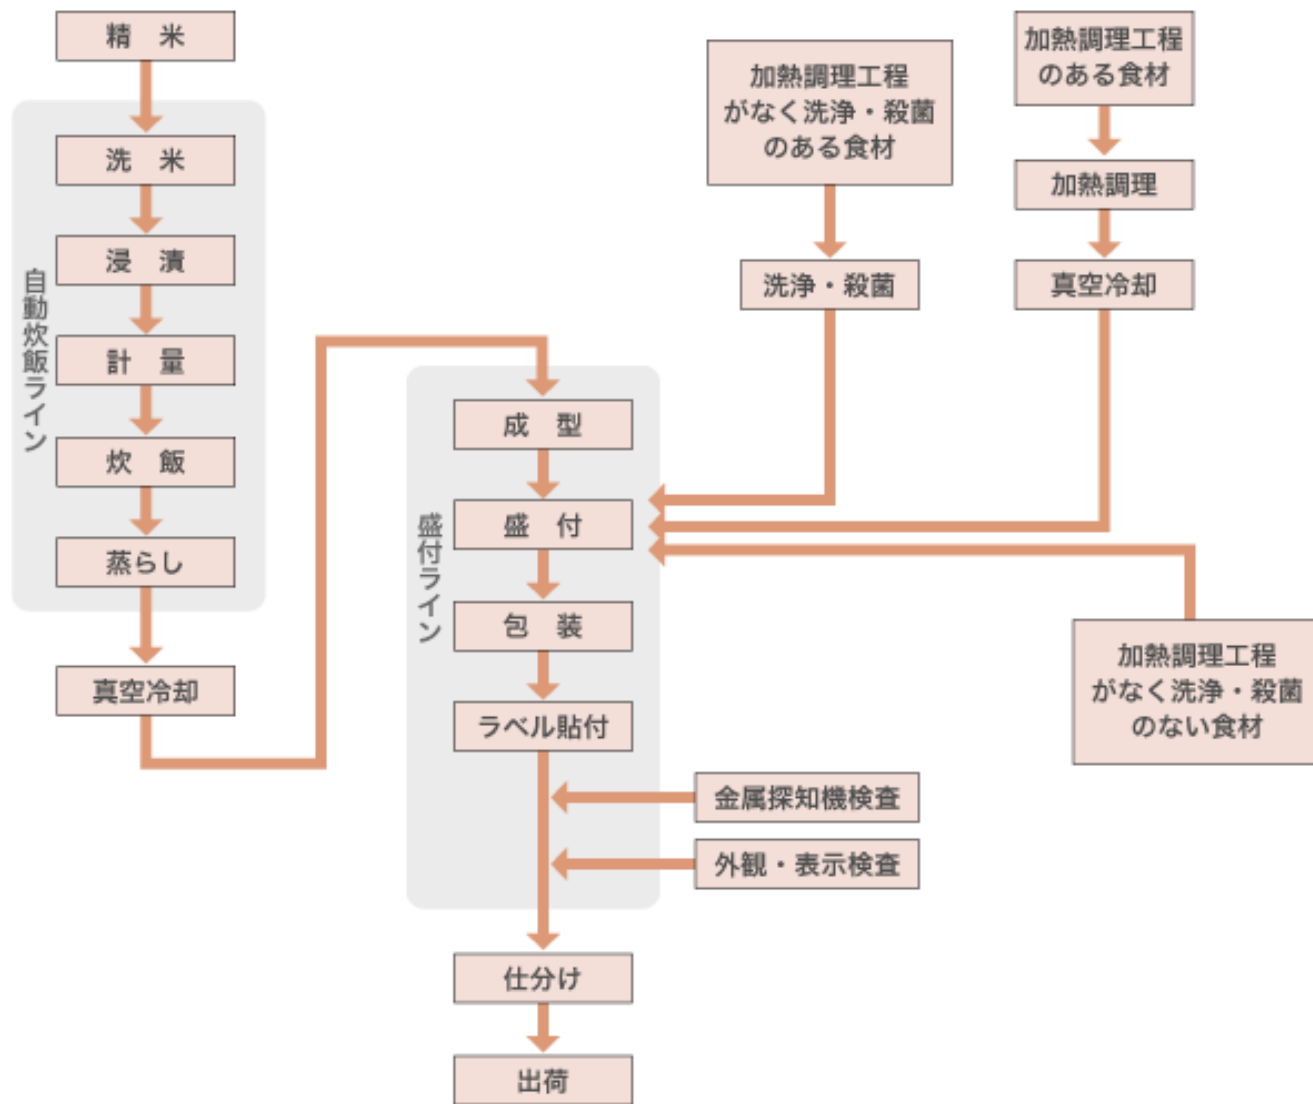 精　米
自動炊飯ライン
洗　米
浸　漬
計　量
炊　飯
蒸らし
真空冷却
盛付ライン
成　型
盛　付
包　装
ラベル貼付
加熱調理工程
がなく洗浄・殺菌
のある食材
洗浄・殺菌
加熱調理工程
のある食材
加熱調理
真空冷却
加熱調理工程
がなく洗浄・殺菌
のない食材
金属探知機検査
外観・表示検査
仕分け
出荷